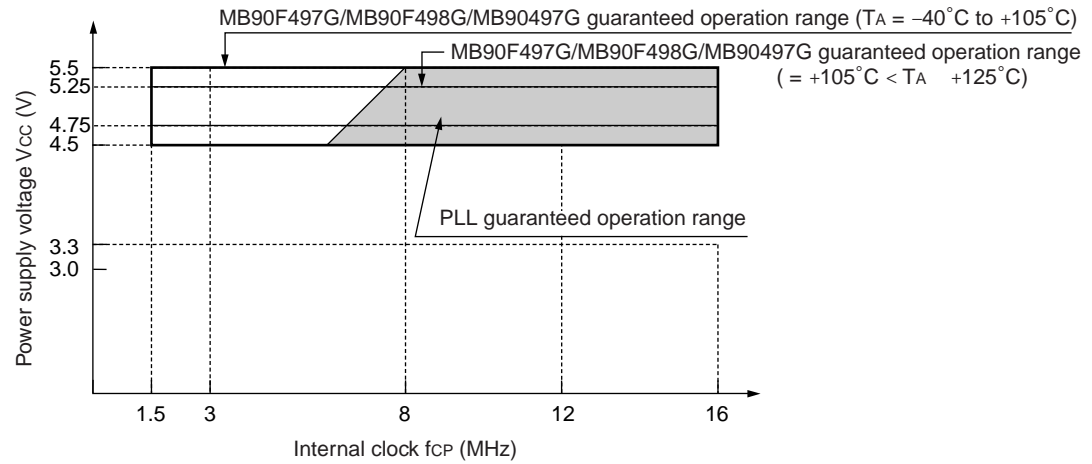 MB90F497G/MB90F498G/MB90497G guaranteed operation range (TA = −40˚C to +105˚C)
MB90F497G/MB90F498G/MB90497G guaranteed operation range
( = +105˚C < TA +125˚C)
5.5
5.25
4.75
4.5
3.3
3.0
Power supply voltage VCC (V)
PLL guaranteed operation range
1.5 3 8 12 16
Internal clock fCP (MHz)